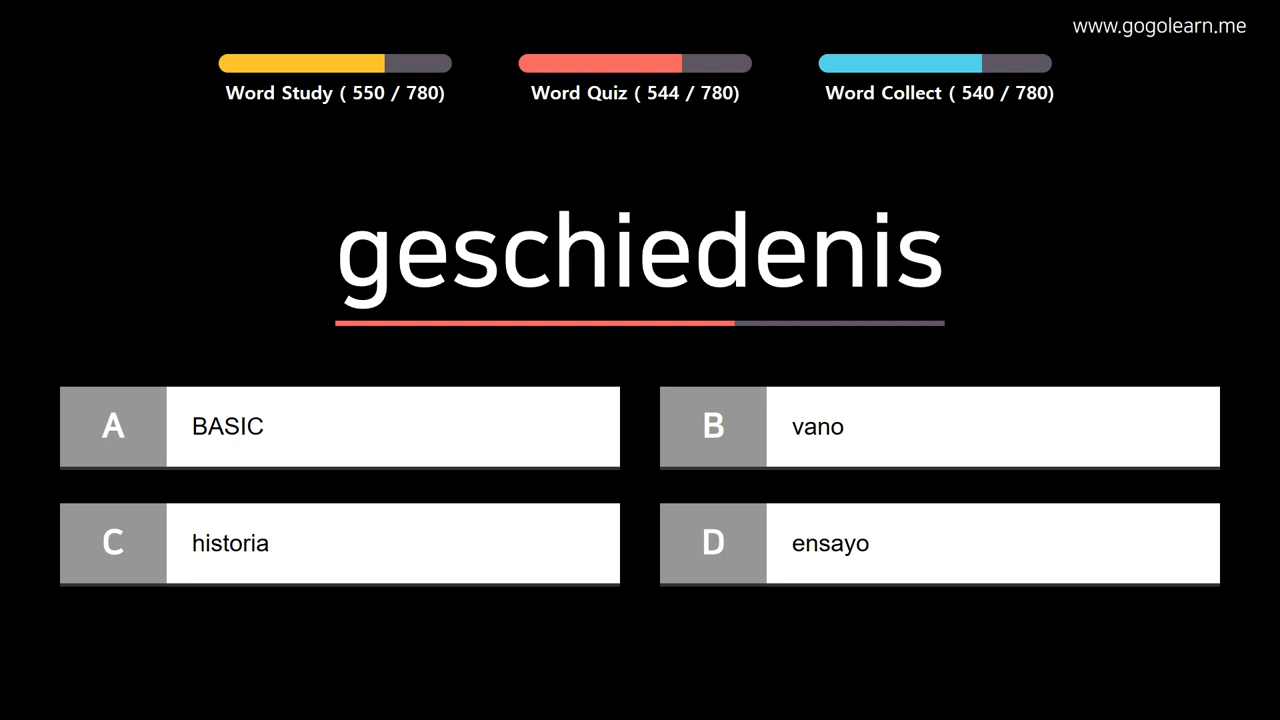 www.gogolearn.me
Word Study ( 550 / 780)
Word Quiz ( 544 / 780)
Word Collect ( 540 / 780)
geschiedenis
A BASIC
B vano
C historia
D ensayo